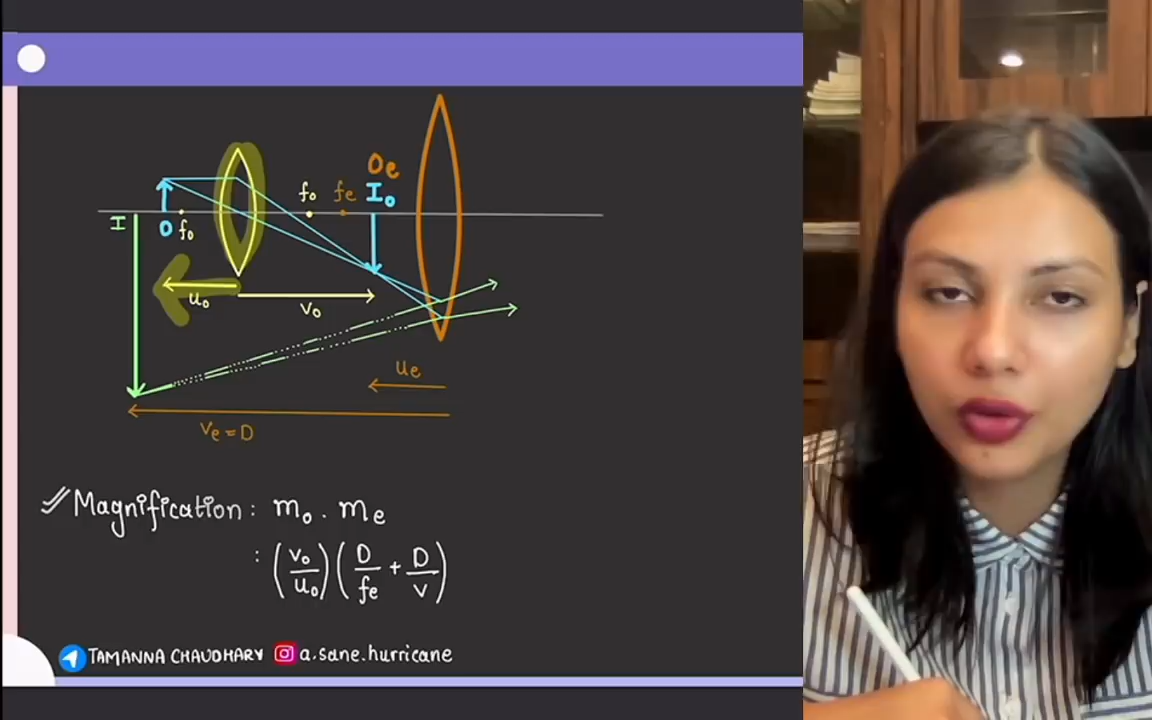 Oe
fo fe Io
I O fo
uo
vo
ue
ve = D
Magnification : mo . me
: (vo/uo) (D/fe + D/v)
TAMANNA CHAUDHARY a.sane.hurricane